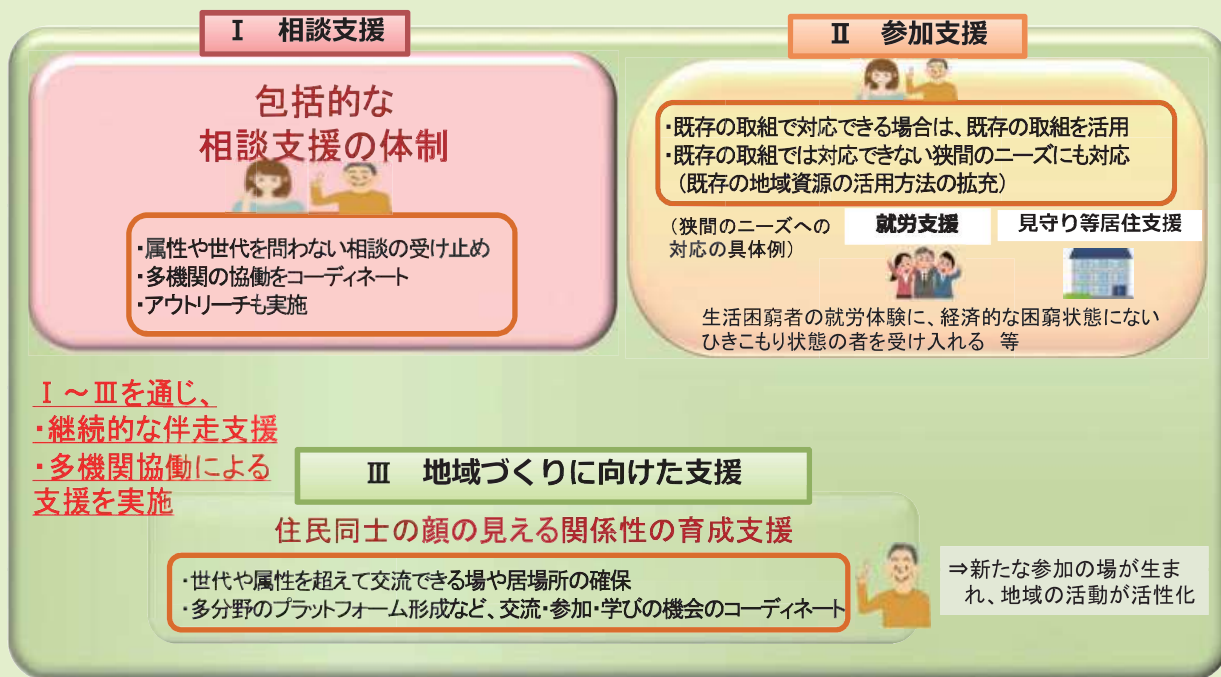 Ⅰ 相談支援
包括的な
相談支援の体制
・属性や世代を問わない相談の受け止め
・多機関の協働をコーディネート
・アウトリーチも実施
Ⅱ 参加支援
・既存の取組で対応できる場合は、既存の取組を活用
・既存の取組では対応できない狭間のニーズにも対応
（既存の地域資源の活用方法の拡充）
（狭間のニーズへの
対応の具体例）
就労支援
見守り等居住支援
生活困窮者の就労体験に、経済的な困窮状態にない
ひきこもり状態の者を受け入れる 等
Ⅰ～Ⅲを通じ、
・継続的な伴走支援
・多機関協働による
支援を実施
Ⅲ 地域づくりに向けた支援
住民同士の顔の見える関係性の育成支援
・世代や属性を超えて交流できる場や居場所の確保
・多分野のプラットフォーム形成など、交流・参加・学びの機会のコーディネート
⇒新たな参加の場が生ま
れ、地域の活動が活性化